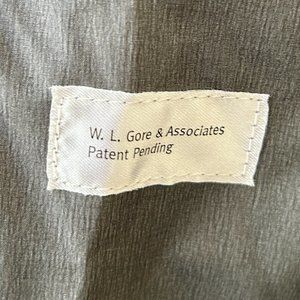 W. L. Gore & Associates
Patent Pending